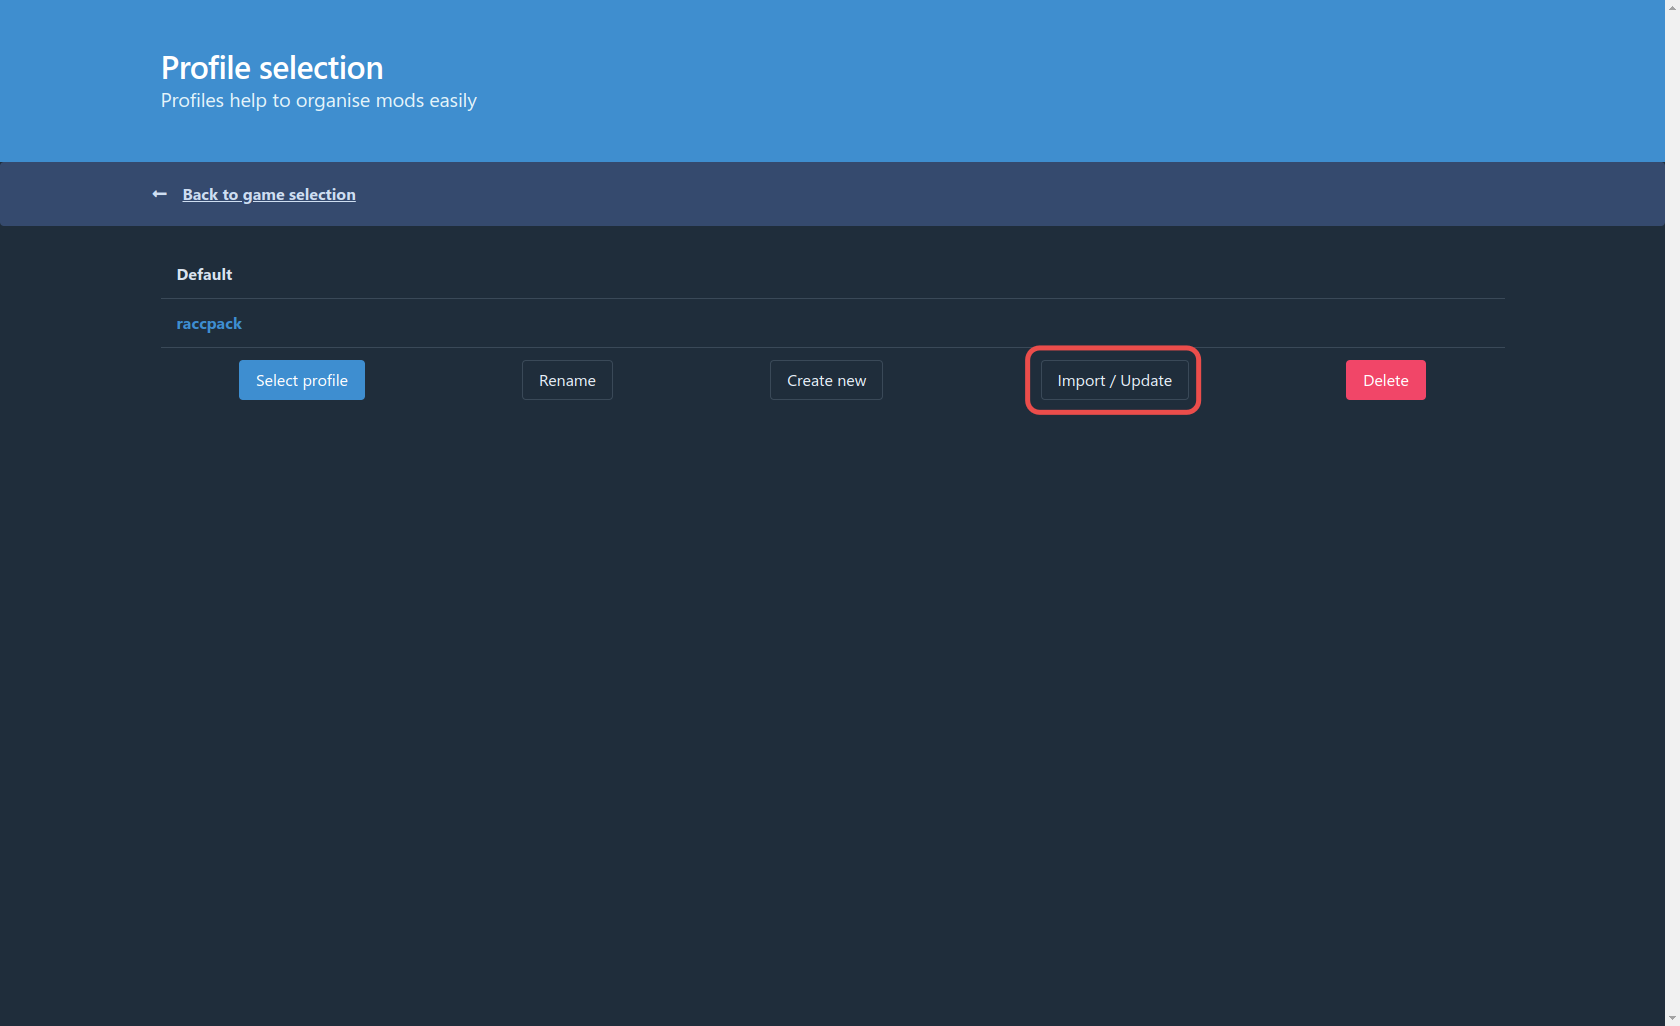 Profile selection
Profiles help to organise mods easily
Back to game selection
Default
raccpack
Select profile
Rename
Create new
Import / Update
Delete